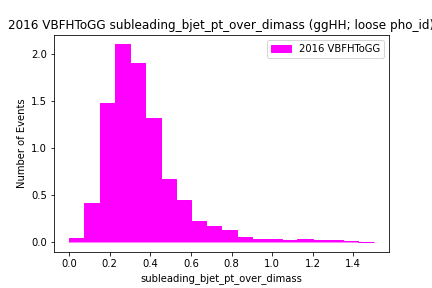 2016 VBFHToGG subleading_bjet_pt_over_dimass (ggHH; loose pho_id)
2016 VBFHToGG
Number of Events
2.0
1.5
1.0
0.5
0.0
0.0 0.2 0.4 0.6 0.8 1.0 1.2 1.4
subleading_bjet_pt_over_dimass